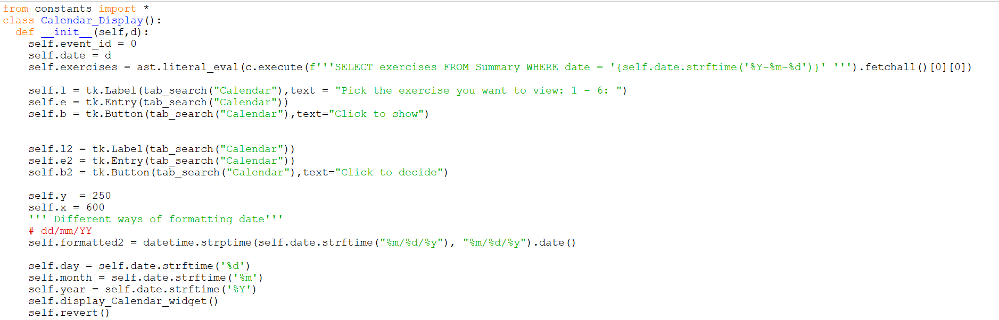 from constants import *
class Calendar_Display():
  def __init__(self,d):
    self.event_id = 0
    self.date = d
    self.exercises = ast.literal_eval(c.execute(f'''SELECT exercises FROM Summary WHERE date = '{self.date.strftime('%Y-%m-%d')}' ''').fetchall()[0][0])
    self.l = tk.Label(tab_search("Calendar"),text = "Pick the exercise you want to view: 1 - 6: ")
    self.e = tk.Entry(tab_search("Calendar"))
    self.b = tk.Button(tab_search("Calendar"),text="Click to show")
    self.l2 = tk.Label(tab_search("Calendar"))
    self.e2 = tk.Entry(tab_search("Calendar"))
    self.b2 = tk.Button(tab_search("Calendar"),text="Click to decide")
    self.y  = 250
    self.x = 600
    ''' Different ways of formatting date'''
    # dd/mm/YY
    self.formatted2 = datetime.strptime(self.date.strftime("%m/%d/%y"), "%m/%d/%y").date()
    self.day = self.date.strftime('%d')
    self.month = self.date.strftime('%m')
    self.year = self.date.strftime('%Y')
    self.display_Calendar_widget()
    self.revert()